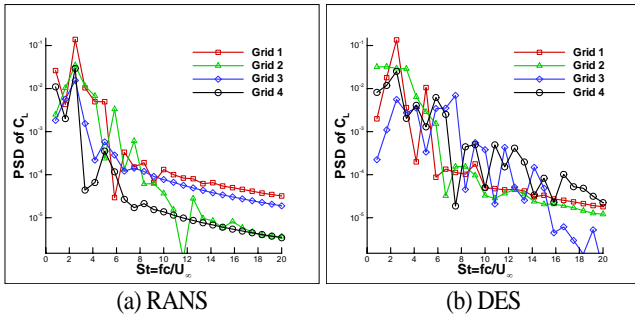 Grid 1
Grid 2
Grid 3
Grid 4
PSD of C_L
10^-1
10^-2
10^-3
10^-4
10^-5
0 2 4 6 8 10 12 14 16 18 20
St=fc/U_∞
(a) RANS
Grid 1
Grid 2
Grid 3
Grid 4
PSD of C_L
10^-1
10^-2
10^-3
10^-4
10^-5
0 2 4 6 8 10 12 14 16 18 20
St=fc/U_∞
(b) DES